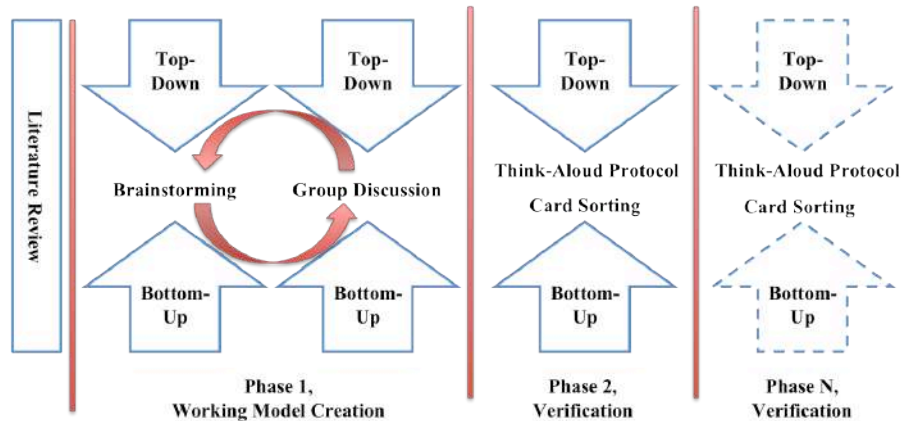 Literature Review
Top-
Down
Top-
Down
Brainstorming
Group Discussion
Bottom-
Up
Bottom-
Up
Phase 1,
Working Model Creation
Top-
Down
Think-Aloud Protocol
Card Sorting
Bottom-
Up
Phase 2,
Verification
Top-
Down
Think-Aloud Protocol
Card Sorting
Bottom-
Up
Phase N,
Verification